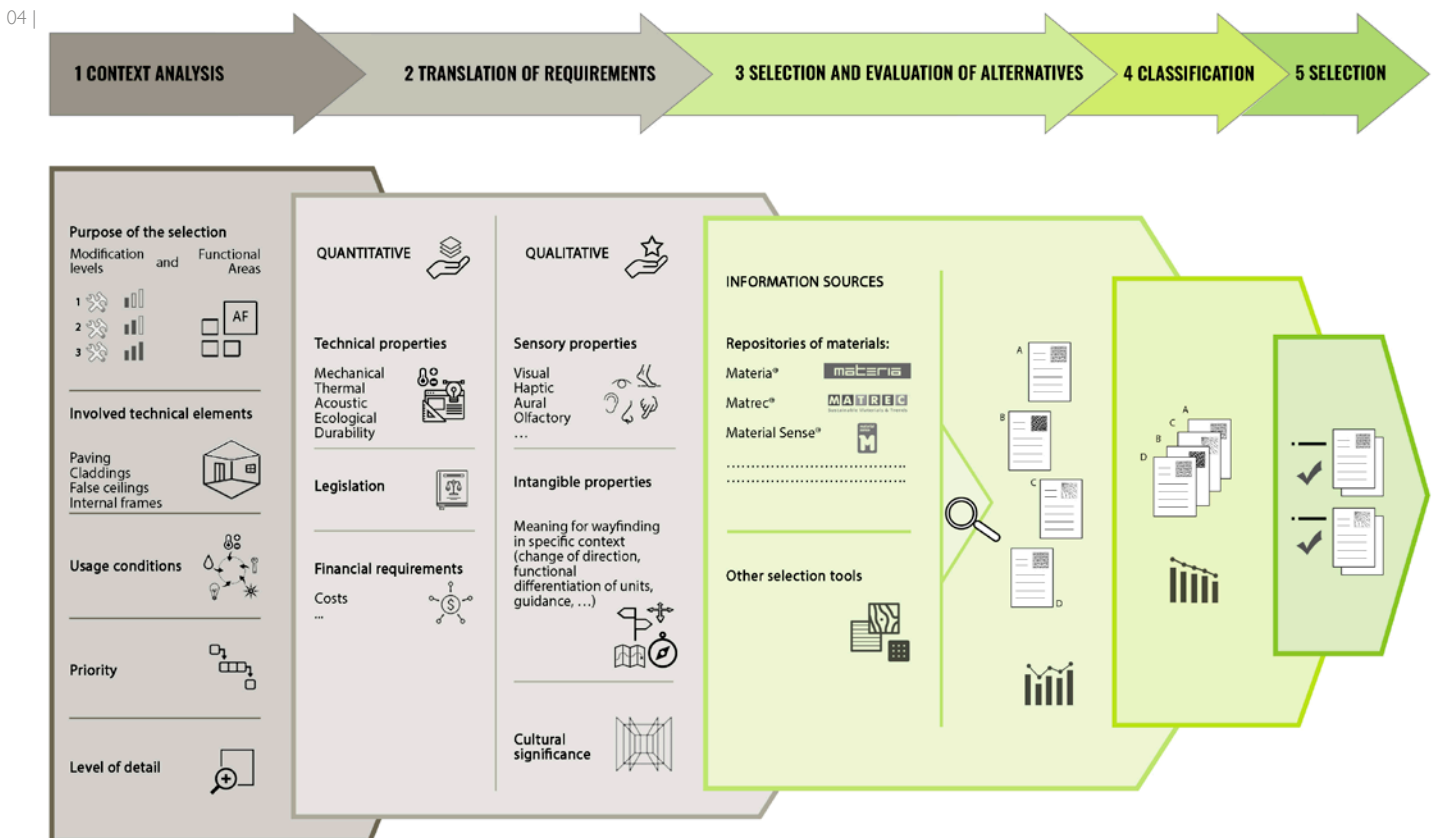 04 |
1 CONTEXT ANALYSIS
2 TRANSLATION OF REQUIREMENTS
3 SELECTION AND EVALUATION OF ALTERNATIVES
4 CLASSIFICATION
5 SELECTION
Purpose of the selection
Modification
levels
and
Functional
Areas
1
2
3
AF
Involved technical elements
Paving
Claddings
False ceilings
Internal frames
Usage conditions
Priority
Level of detail
QUANTITATIVE
Technical properties
Mechanical
Thermal
Acoustic
Ecological
Durability
Legislation
Financial requirements
Costs
...
QUALITATIVE
Sensory properties
Visual
Haptic
Aural
Olfactory
...
Intangible properties
Meaning for wayfinding
in specific context
(change of direction,
functional
differentiation of units,
guidance, ...)
Cultural
significance
INFORMATION SOURCES
Repositories of materials:
Materia®
materia
Matrec®
MATREC
Sustainable Materials & Trends
Material Sense®
M
Other selection tools
A
B
C
D
A
C
B
D